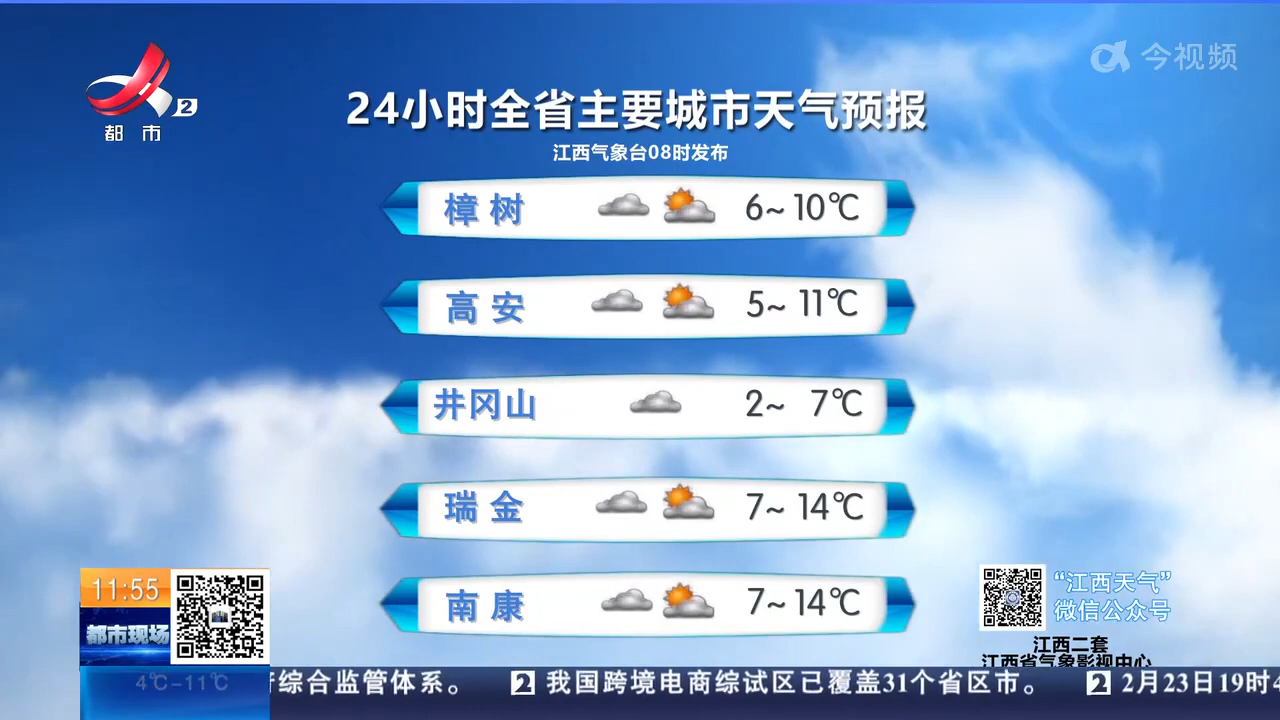 今视频
2
都市
24小时全省主要城市天气预报
江西气象台08时发布
樟树 6~10℃
高安 5~11℃
井冈山 2~7℃
瑞金 7~14℃
南康 7~14℃
11:55
都市现场
“江西天气”
微信公众号
江西二套
江西省气象影视中心
4℃-11℃
综合监管体系。 2 我国跨境电商综试区已覆盖31个省区市。 2 2月23日19时